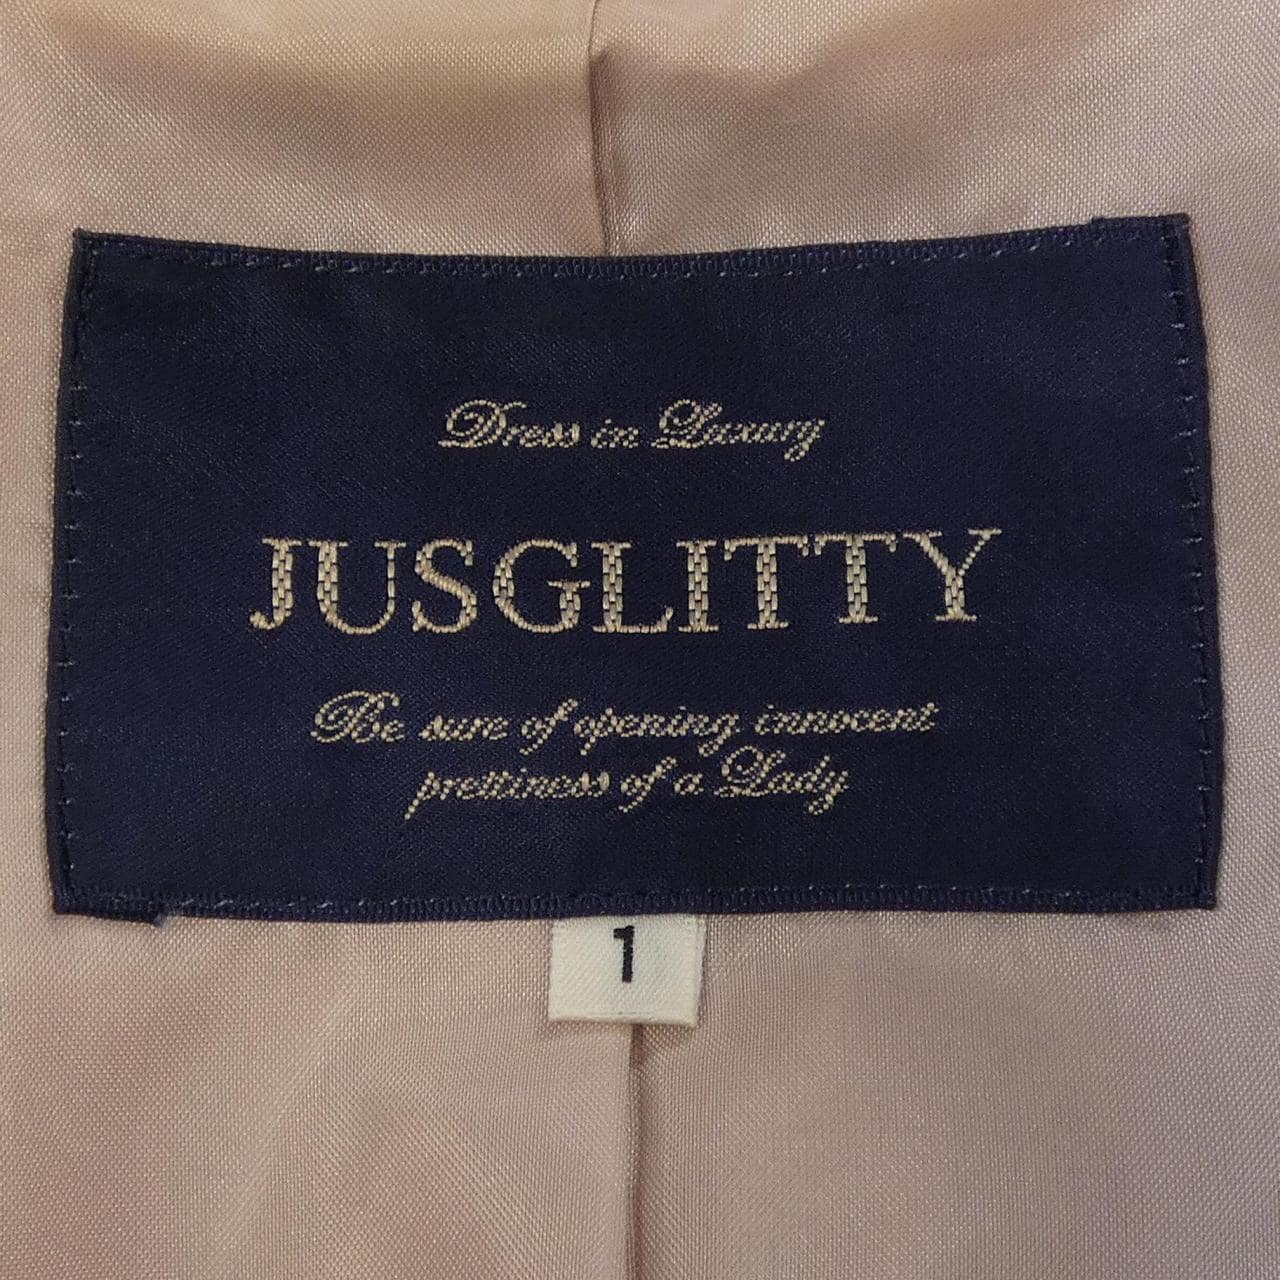 Dress in Luxury
JUSGLITTY
Be sure of opening innocent
prettiness of a Lady
1